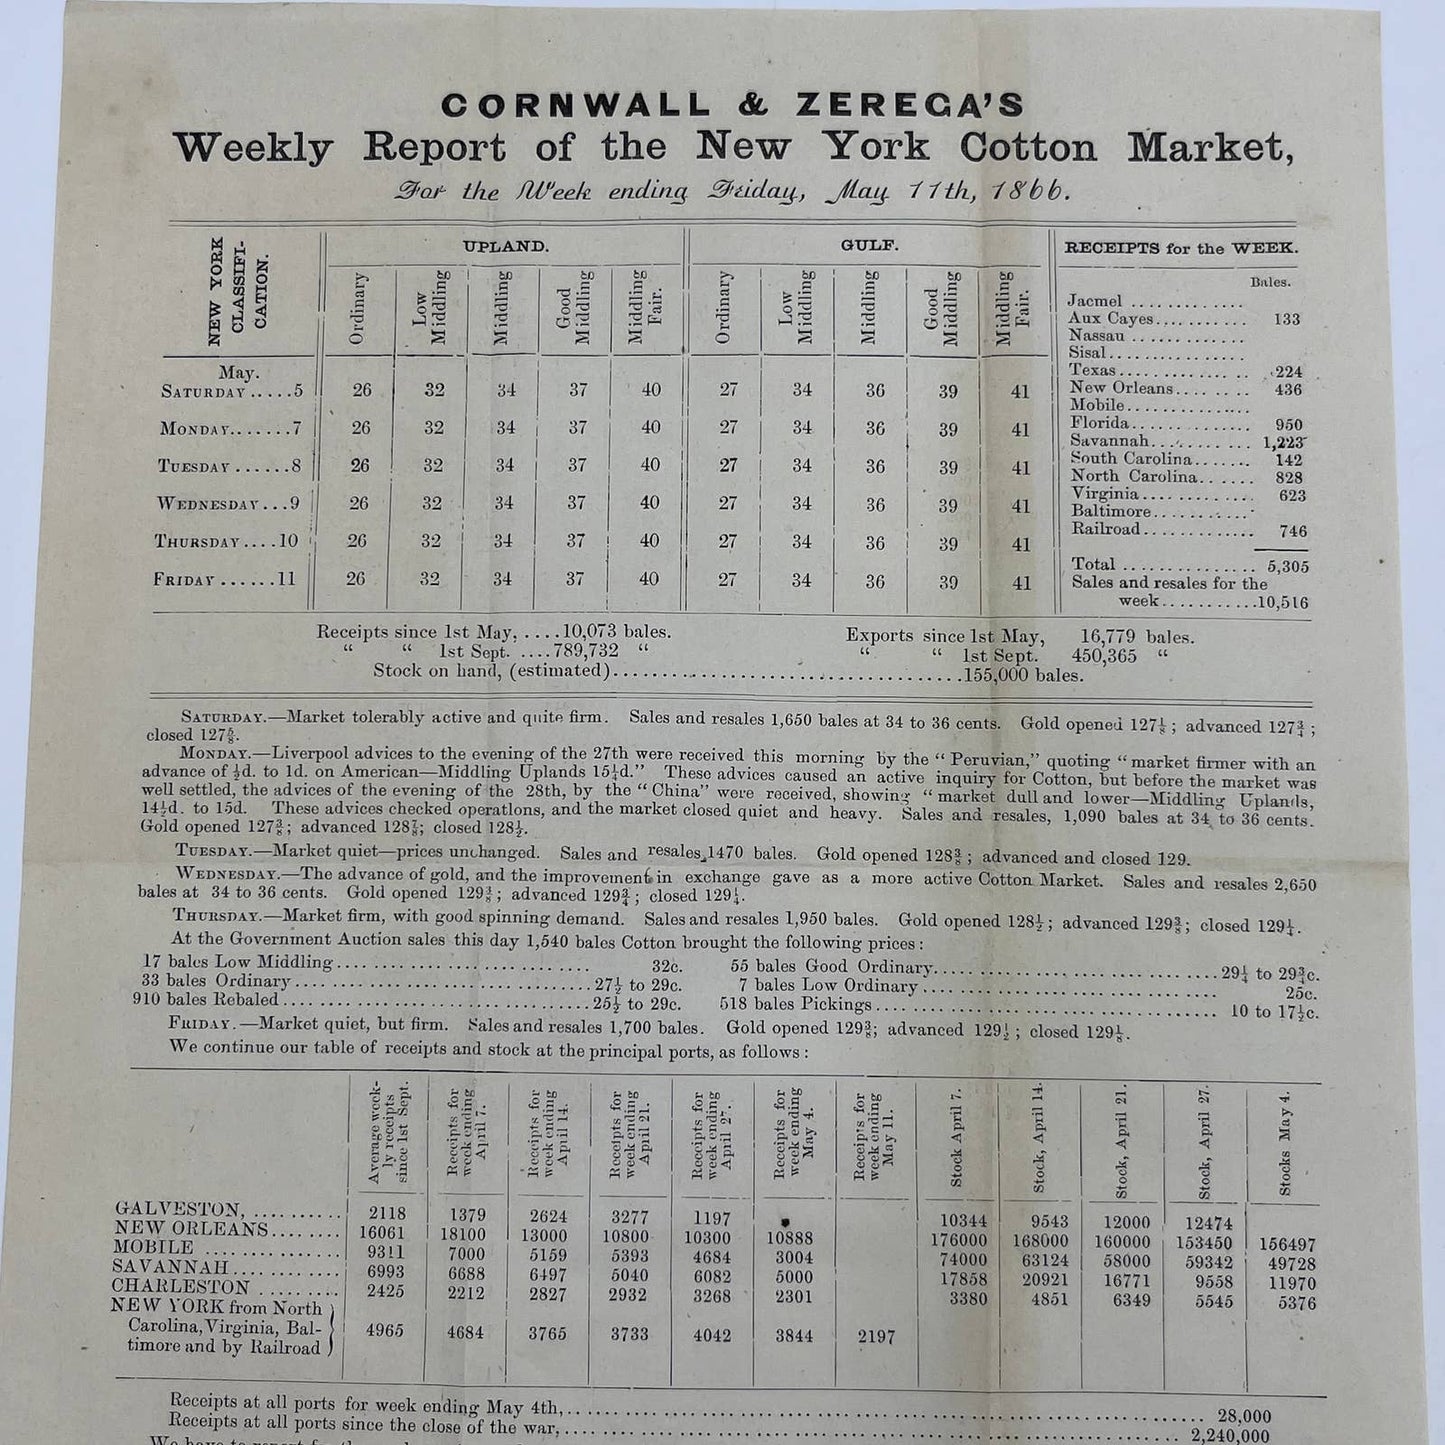 CORNWALL & ZEREGA'S
Weekly Report of the New York Cotton Market,
For the Week ending Friday, May 11th, 1866.
NEW YORK CLASSIFI-CATION. UPLAND. GULF. RECEIPTS for the WEEK.
Ordinary Low Middling Middling Good Middling Middling Fair. Ordinary Low Middling Middling Good Middling Middling Fair.
May.
SATURDAY.....5 26 32 34 37 40 27 34 36 39 41
MONDAY.......7 26 32 34 37 40 27 34 36 39 41
TUESDAY......8 26 32 34 37 40 27 34 36 39 41
WEDNESDAY...9 26 32 34 37 40 27 34 36 39 41
THURSDAY....10 26 32 34 37 40 27 34 36 39 41
FRIDAY......11 26 32 34 37 40 27 34 36 39 41
Bales.
Jacmel .............
Aux Cayes........... 133
Nassau .............
Sisal................
Texas............... 224
New Orleans........ 436
Mobile...............
Florida............. 950
Savannah........... 1,223
South Carolina....... 142
North Carolina...... 828
Virginia............. 623
Baltimore............
Railroad............. 746
Total ............... 5,305
Sales and resales for the
week...........10,516
Receipts since 1st May, ....10,073 bales. Exports since 1st May, 16,779 bales.
“ “ 1st Sept. ....789,732 “ “ “ 1st Sept. 450,365 “
Stock on hand, (estimated)....................................155,000 bales.
SATURDAY.—Market tolerably active and quite firm. Sales and resales 1,650 bales at 34 to 36 cents. Gold opened 127⅛; advanced 127¾;
closed 127⅝.
MONDAY.—Liverpool advices to the evening of the 27th were received this morning by the “Peruvian,” quoting “market firmer with an
advance of ½d. to 1d. on American—Middling Uplands 15¼d.” These advices caused an active inquiry for Cotton, but before the market was
well settled, the advices of the evening of the 28th, by the “China” were received, showing “market dull and lower—Middling Uplands,
14½d. to 15d. These advices checked operations, and the market closed quiet and heavy. Sales and resales, 1,090 bales at 34 to 36 cents.
Gold opened 127⅜; advanced 128⅞; closed 128½.
TUESDAY.—Market quiet—prices unchanged. Sales and resales 1470 bales. Gold opened 128⅜; advanced and closed 129.
WEDNESDAY.—The advance of gold, and the improvement in exchange gave as a more active Cotton Market. Sales and resales 2,650
bales at 34 to 36 cents. Gold opened 129⅜; advanced 129¾; closed 129¼.
THURSDAY.—Market firm, with good spinning demand. Sales and resales 1,950 bales. Gold opened 128½; advanced 129⅜; closed 129¼.
At the Government Auction sales this day 1,540 bales Cotton brought the following prices:
17 bales Low Middling............................ 32c. 55 bales Good Ordinary.................................29¼ to 29¾c.
33 bales Ordinary.................................27½ to 29c. 7 bales Low Ordinary.................................. 25c.
910 bales Rebaled..................................25½ to 29c. 518 bales Pickings...................................... 10 to 17½c.
FRIDAY.—Market quiet, but firm. Sales and resales 1,700 bales. Gold opened 129⅜; advanced 129½; closed 129⅛.
We continue our table of receipts and stock at the principal ports, as follows:
Average week-ly receipts since 1st Sept. Receipts for week ending April 7. Receipts for week ending April 14. Receipts for week ending April 21. Receipts for week ending April 27. Receipts for week ending May 4. Receipts for week ending May 11. Stock April 7. Stock, April 14. Stock, April 21. Stock, April 27. Stocks May 4.
GALVESTON, .......... 2118 1379 2624 3277 1197 10344 9543 12000 12474
NEW ORLEANS........ 16061 18100 13000 10800 10300 10888 176000 168000 160000 153450 156497
MOBILE ............... 9311 7000 5159 5393 4684 3004 74000 63124 58000 59342 49728
SAVANNAH............ 6993 6688 6497 5040 6082 5000 17858 20921 16771 9558 11970
CHARLESTON ......... 2425 2212 2827 2932 3268 2301 3380 4851 6349 5545 5376
NEW YORK from North
Carolina, Virginia, Bal- 4965 4684 3765 3733 4042 3844 2197
timore and by Railroad
Receipts at all ports for week ending May 4th,........................................................ 28,000
Receipts at all ports since the close of the war,..................................................... 2,240,000